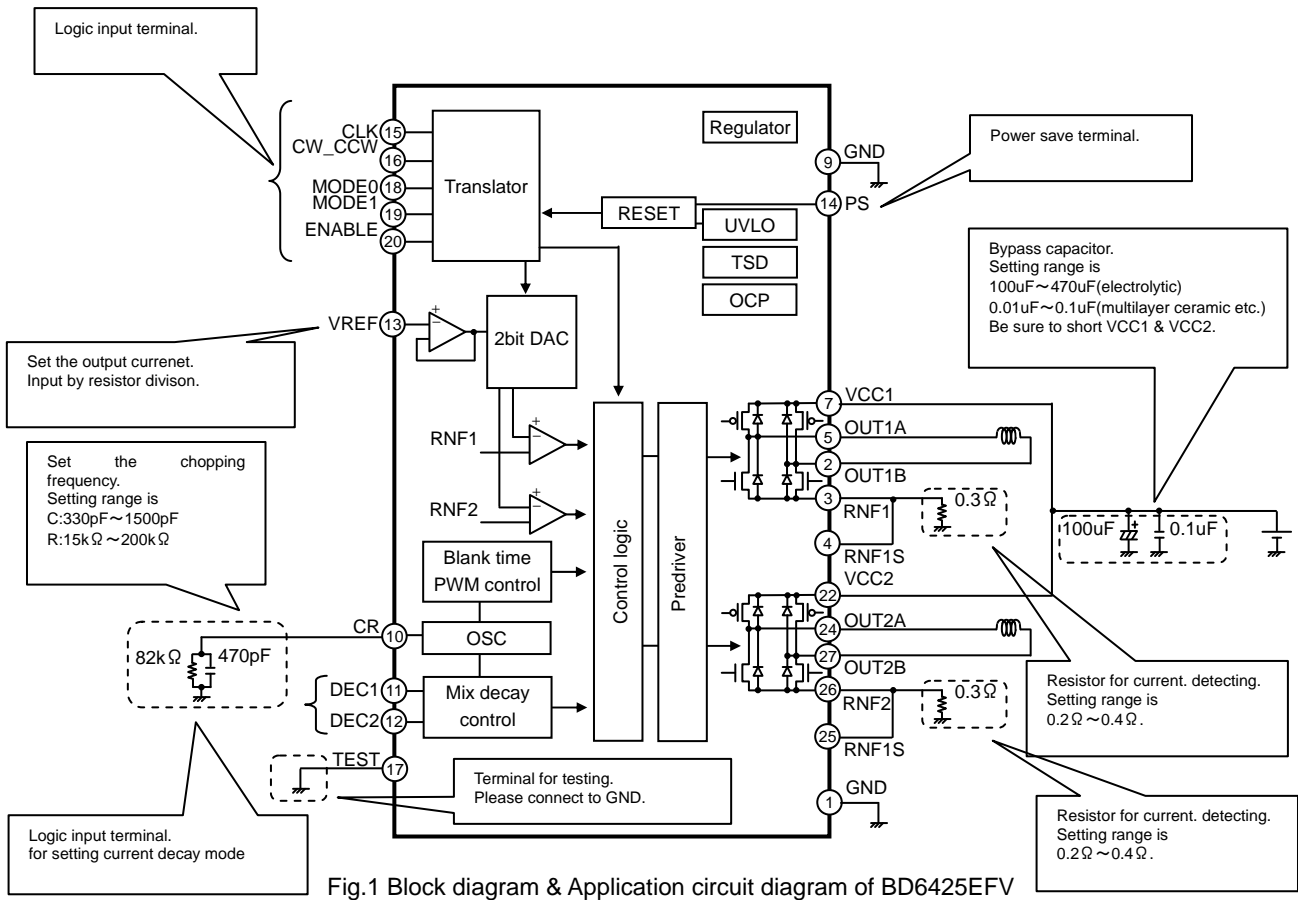 Logic input terminal.
CLK
15
CW_CCW
16
MODE0
18
MODE1
19
ENABLE
20
Translator
Regulator
9
GND
14
PS
Power save terminal.
RESET
UVLO
TSD
OCP
Bypass capacitor.
Setting range is
100uF～470uF(electrolytic)
0.01uF～0.1uF(multilayer ceramic etc.)
Be sure to short VCC1 & VCC2.
VREF
13
+
−
2bit DAC
Set the output currenet.
Input by resistor divison.
Set the chopping
frequency.
Setting range is
C:330pF～1500pF
R:15kΩ～200kΩ
RNF1
+
−
RNF2
+
−
Blank time
PWM control
OSC
Mix decay
control
Control logic
Predriver
7
VCC1
5
OUT1A
2
OUT1B
3
RNF1
0.3Ω
4
RNF1S
100uF
+
0.1uF
22
VCC2
24
OUT2A
27
OUT2B
26
RNF2
0.3Ω
25
RNF1S
1
GND
CR
10
82kΩ
470pF
DEC1
11
DEC2
12
TEST
17
Terminal for testing.
Please connect to GND.
Resistor for current. detecting.
Setting range is
0.2Ω～0.4Ω.
Resistor for current. detecting.
Setting range is
0.2Ω～0.4Ω.
Logic input terminal.
for setting current decay mode
Fig.1 Block diagram & Application circuit diagram of BD6425EFV